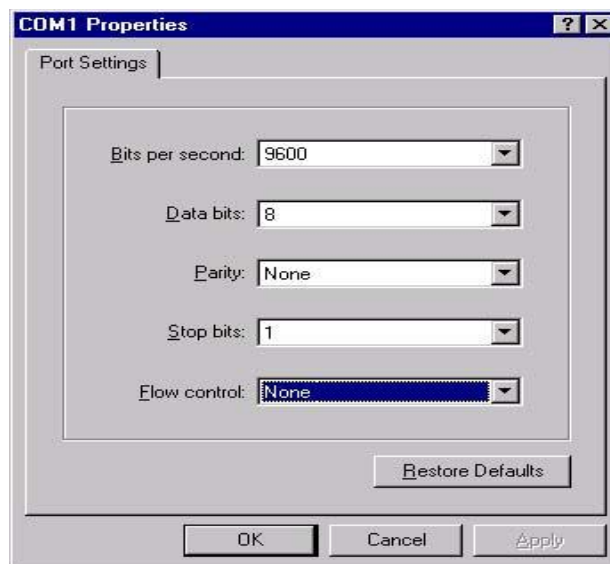 COM1 Properties
Port Settings
Bits per second: 9600
Data bits: 8
Parity: None
Stop bits: 1
Flow control: None
Restore Defaults
OK Cancel Apply